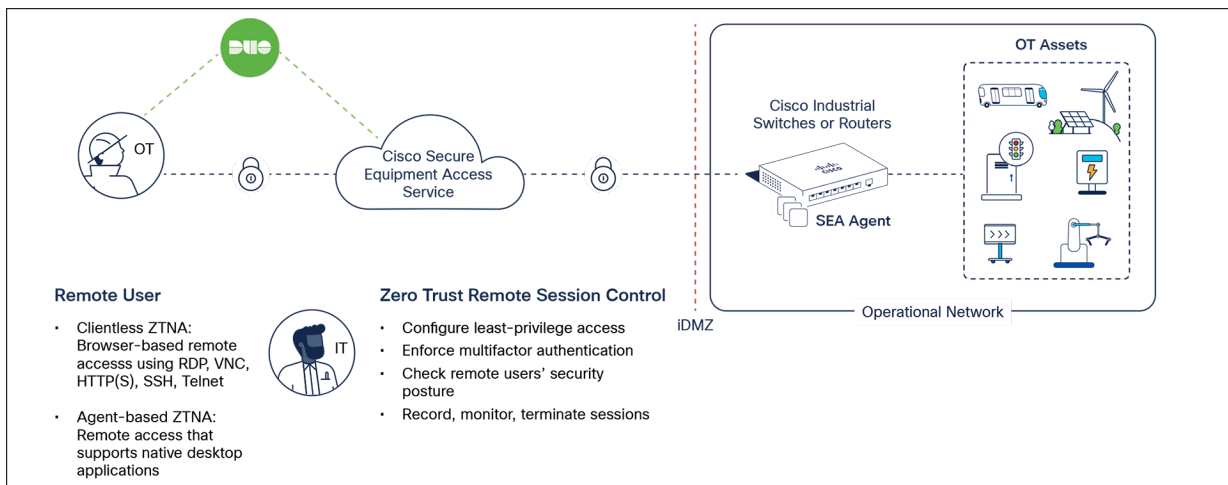 DUO
OT
Cisco Secure
Equipment Access
Service
Cisco Industrial
Switches or Routers
CISCO
SEA Agent
OT Assets
Operational Network
iDMZ
Remote User
• Clientless ZTNA:
Browser-based remote
accesss using RDP, VNC,
HTTP(S), SSH, Telnet
• Agent-based ZTNA:
Remote access that
supports native desktop
applications
IT
Zero Trust Remote Session Control
• Configure least-privilege access
• Enforce multifactor authentication
• Check remote users’ security
posture
• Record, monitor, terminate sessions